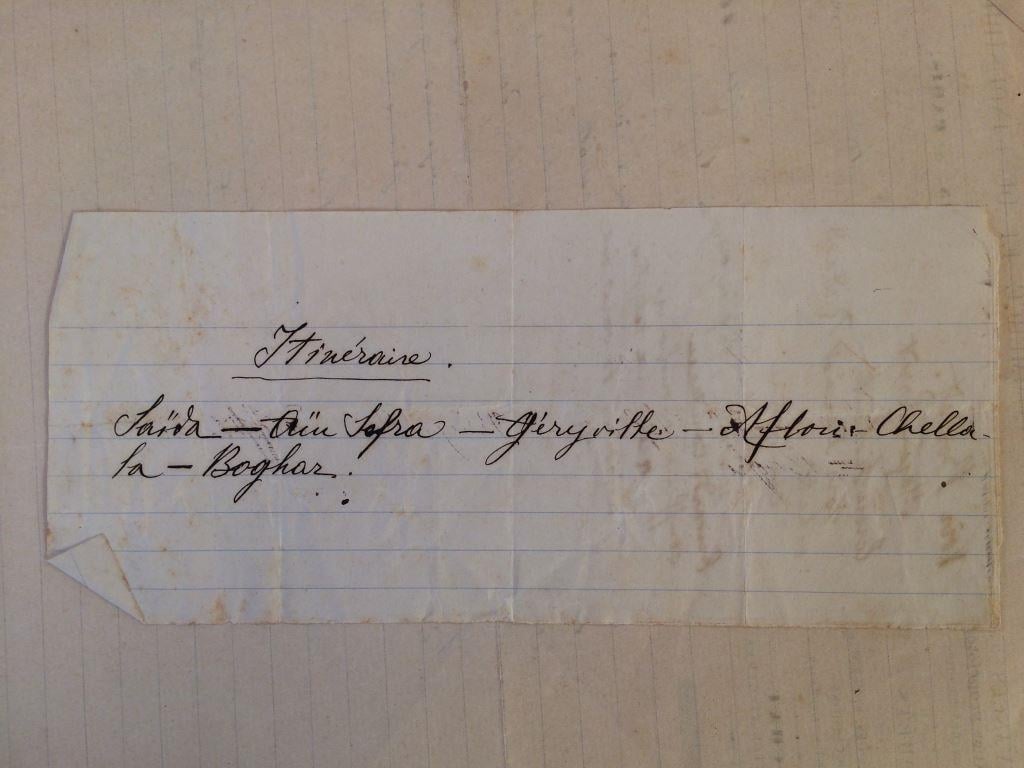 Itinéraire.
Saïda — Aïn Sefra — Géryville — Aflou - Chella-
la — Boghar.